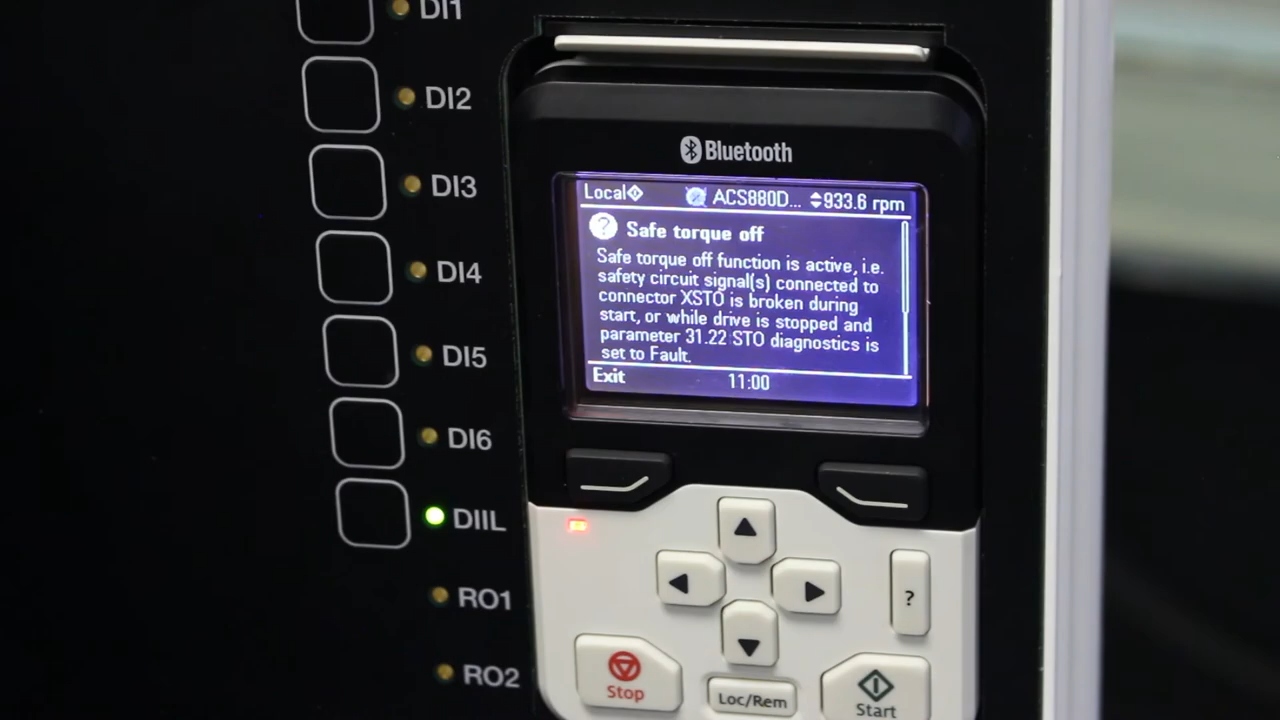 DI1
DI2
DI3
DI4
DI5
DI6
DIIL
RO1
RO2
Bluetooth
Local ACS880D... 933.6 rpm
? Safe torque off
Safe torque off function is active, i.e.
safety circuit signal(s) connected to
connector XSTO is broken during
start, or while drive is stopped and
parameter 31.22 STO diagnostics is
set to Fault.
Exit 11:00
?
Stop
Loc/Rem
Start